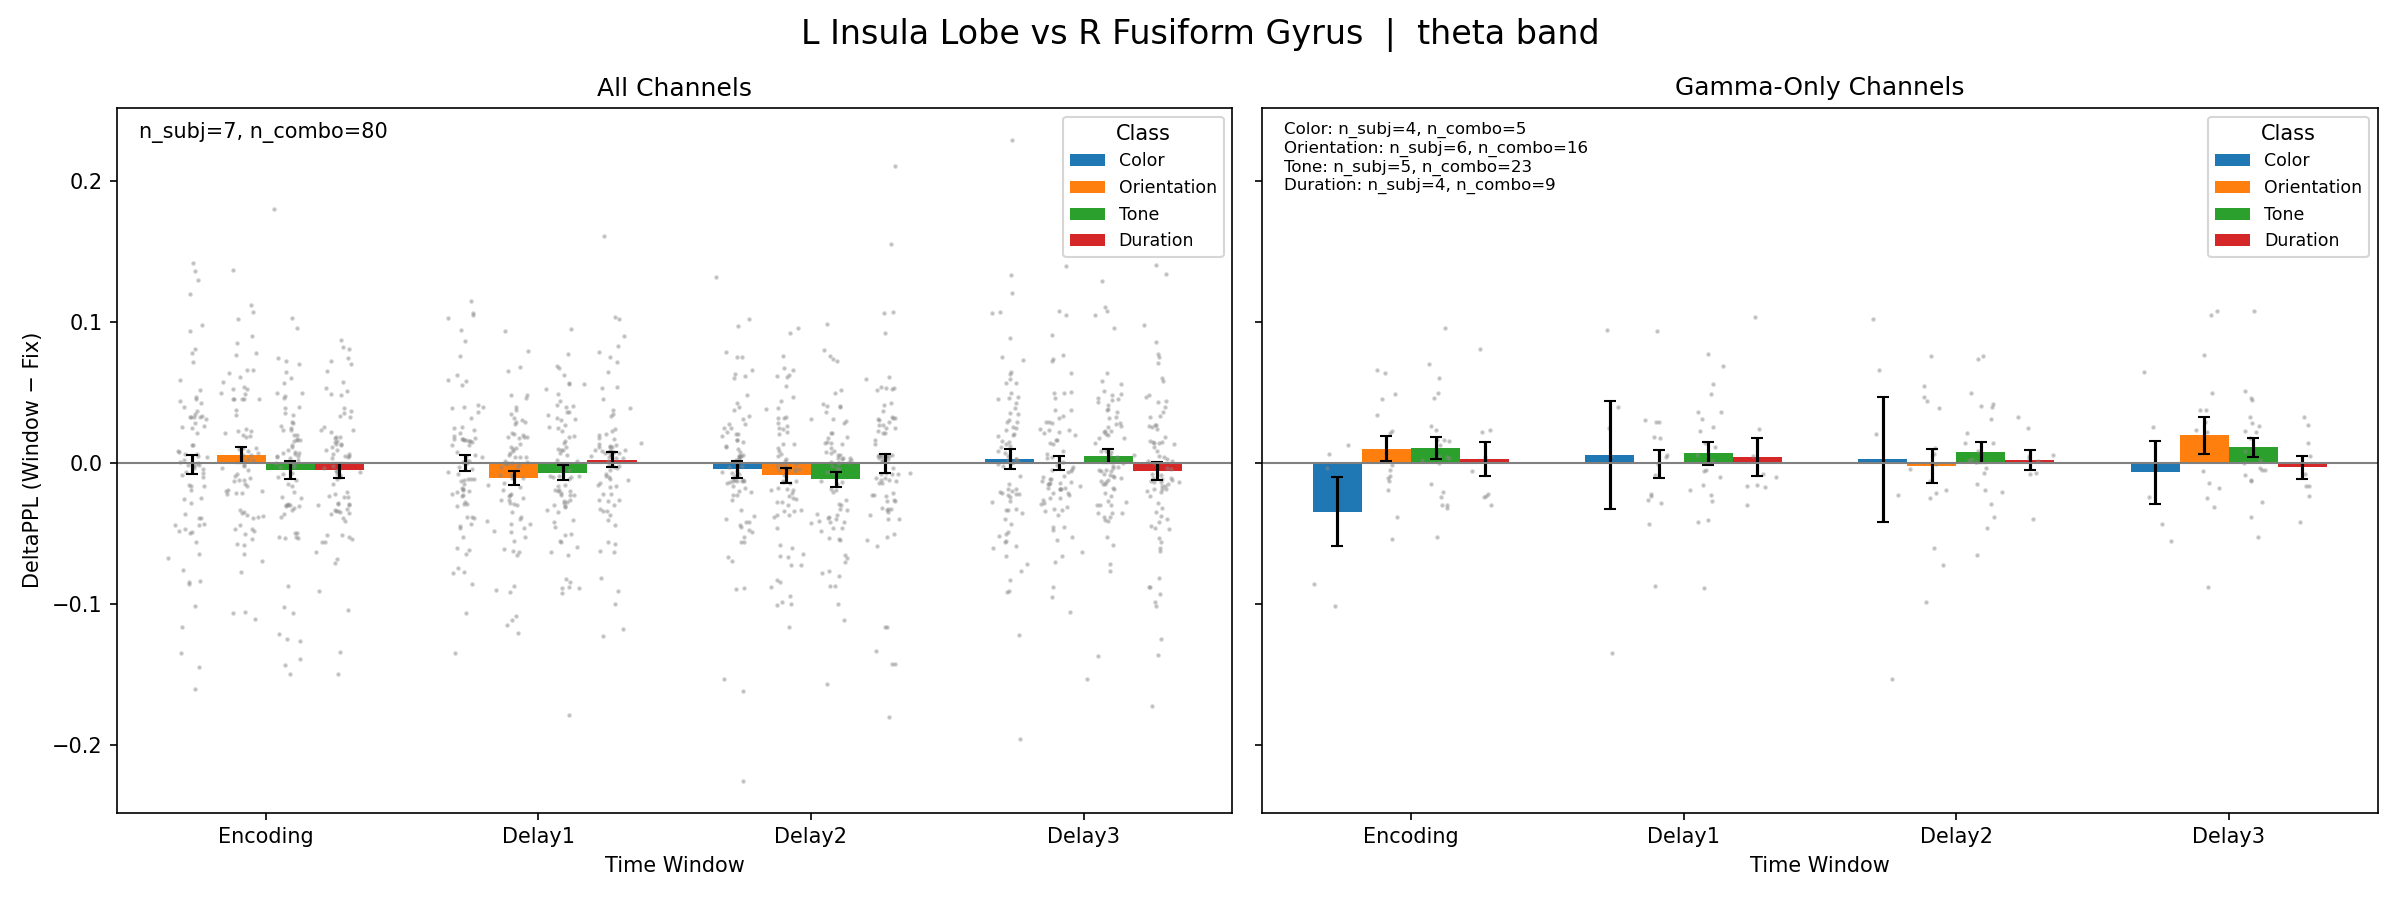 L Insula Lobe vs R Fusiform Gyrus | theta band
All Channels
n_subj=7, n_combo=80
Class
Color
Orientation
Tone
Duration
DeltaPPL (Window − Fix)
0.2
0.1
0.0
−0.1
−0.2
Encoding
Delay1
Delay2
Delay3
Time Window
Gamma-Only Channels
Color: n_subj=4, n_combo=5
Orientation: n_subj=6, n_combo=16
Tone: n_subj=5, n_combo=23
Duration: n_subj=4, n_combo=9
Class
Color
Orientation
Tone
Duration
Encoding
Delay1
Delay2
Delay3
Time Window